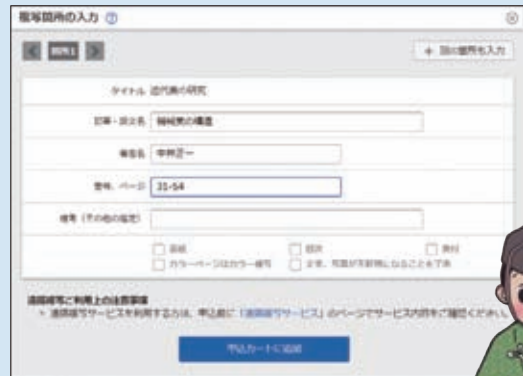 複写箇所の入力
箇所1
+ 別の箇所も入力
タイトル 近代美の研究
記事・論文名 機械美の構造
著者名 中井正一
巻号、ページ 31-54
備考（その他の指定）
表紙 目次 奥付
カラーページはカラー複写 文字、写真が不鮮明になることを了承
遠隔複写ご利用上の注意事項
遠隔複写サービスを利用する方は、申込前に「遠隔複写サービス」のページでサービス内容をご確認ください。
申込カートに追加